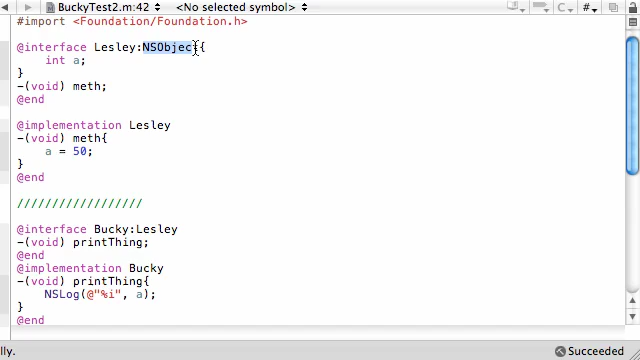 BuckyTest2.m:42 <No selected symbol> C #
#import <Foundation/Foundation.h>
@interface Lesley:NSObject{
int a;
}
-(void) meth;
@end
@implementation Lesley
-(void) meth{
a = 50;
}
@end
//////////////////
@interface Bucky:Lesley
-(void) printThing;
@end
@implementation Bucky
-(void) printThing{
NSLog(@"%i", a);
}
@end
lly. Succeeded